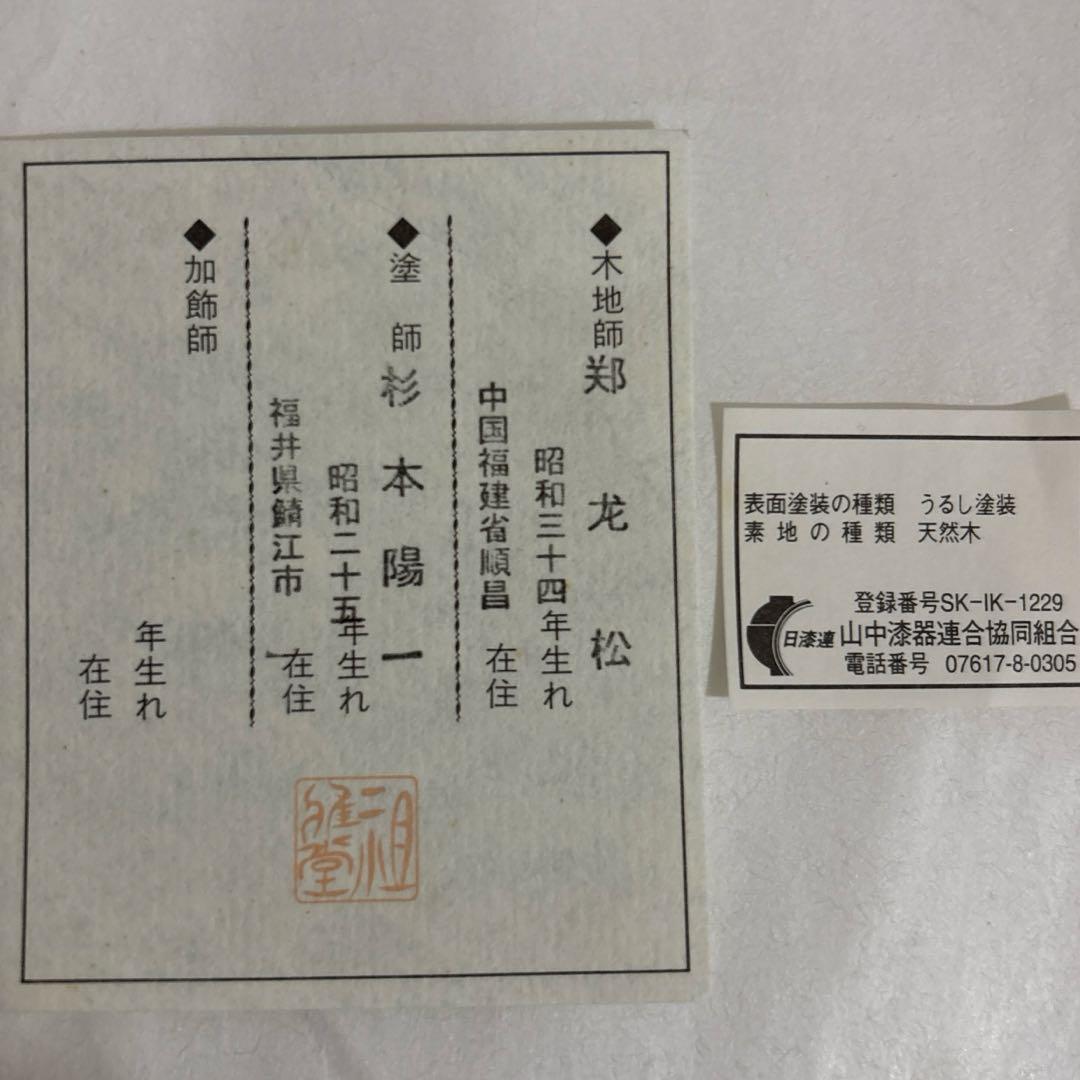 ◆木地師 郑龙松
昭和三十四年生れ
中国福建省順昌 在住
◆塗 師 杉本陽一
昭和二十五年生れ
福井県鯖江市 在住
◆加飾師
年生れ
在住
表面塗装の種類 うるし塗装
素地の種類 天然木
登録番号SK-IK-1229
日漆連 山中漆器連合協同組合
電話番号 07617-8-0305